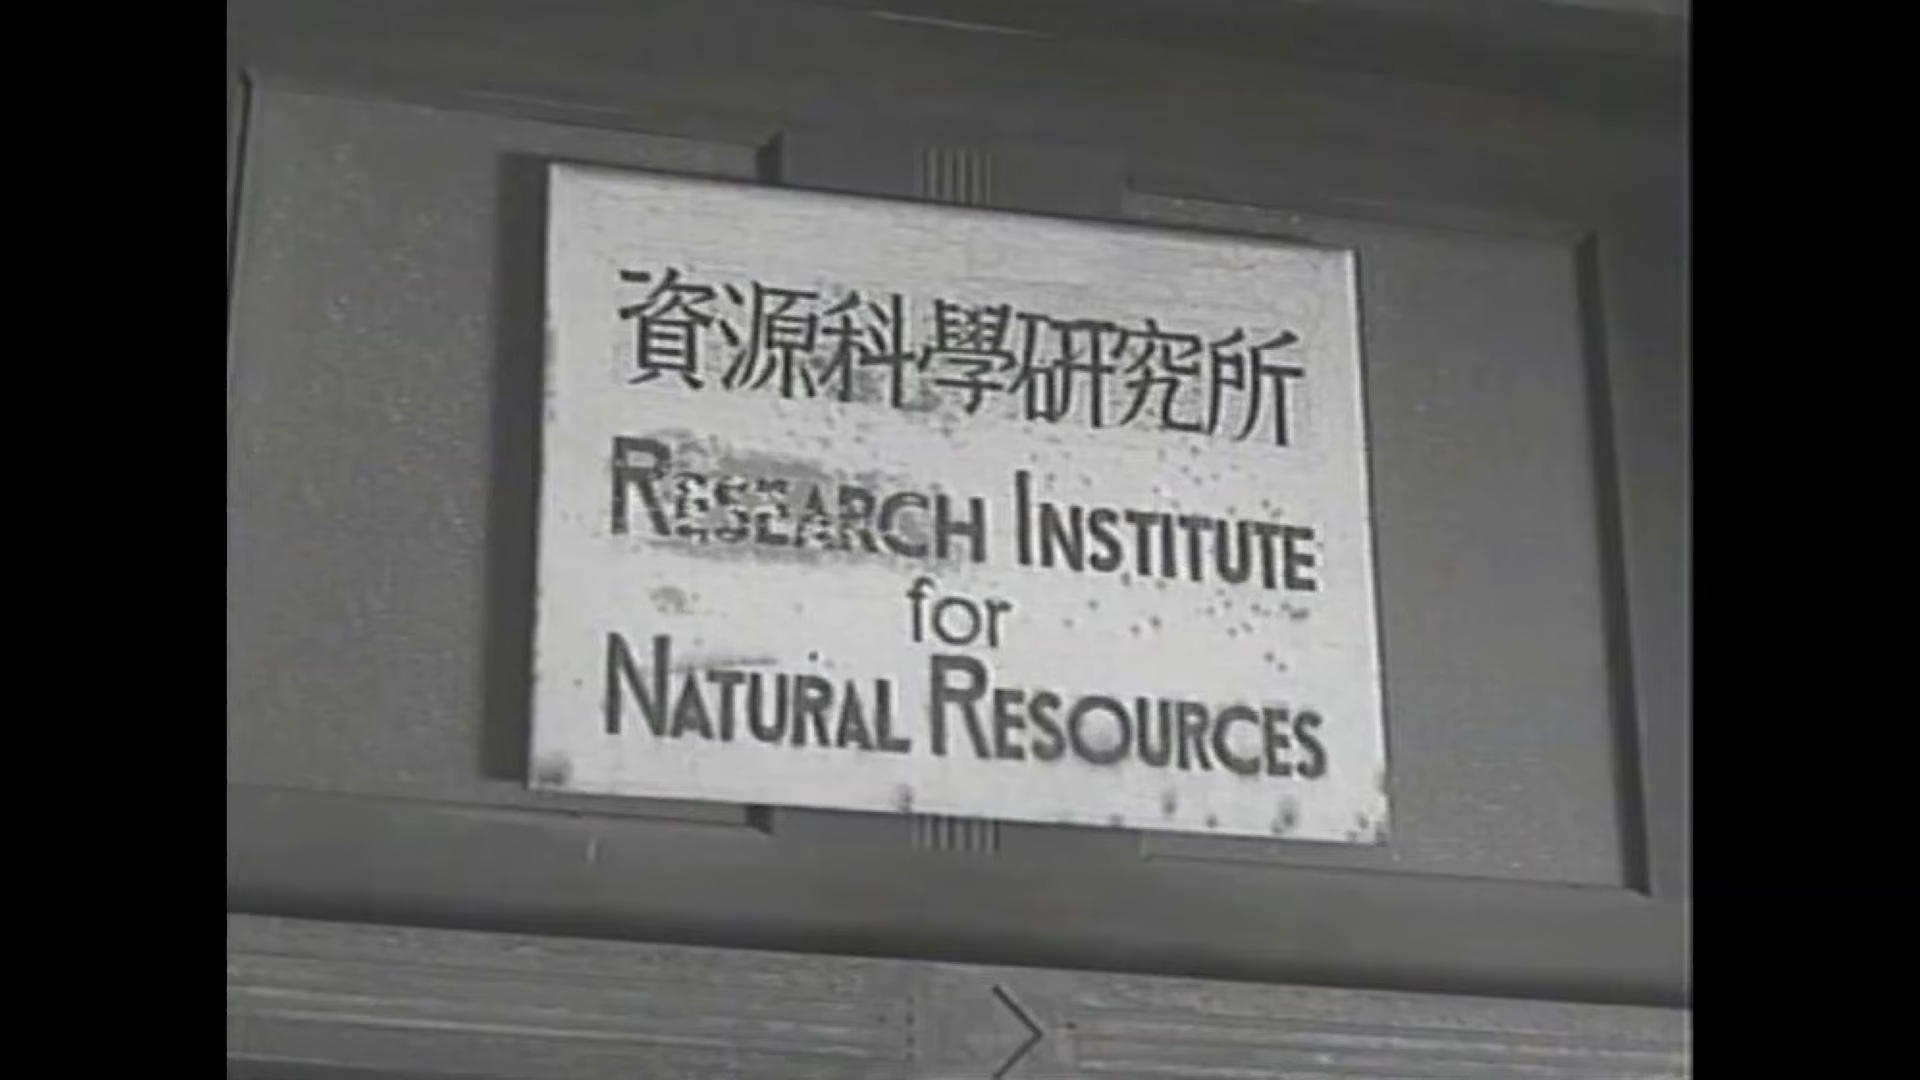 資源科學研究所
RESEARCH INSTITUTE
for
NATURAL RESOURCES